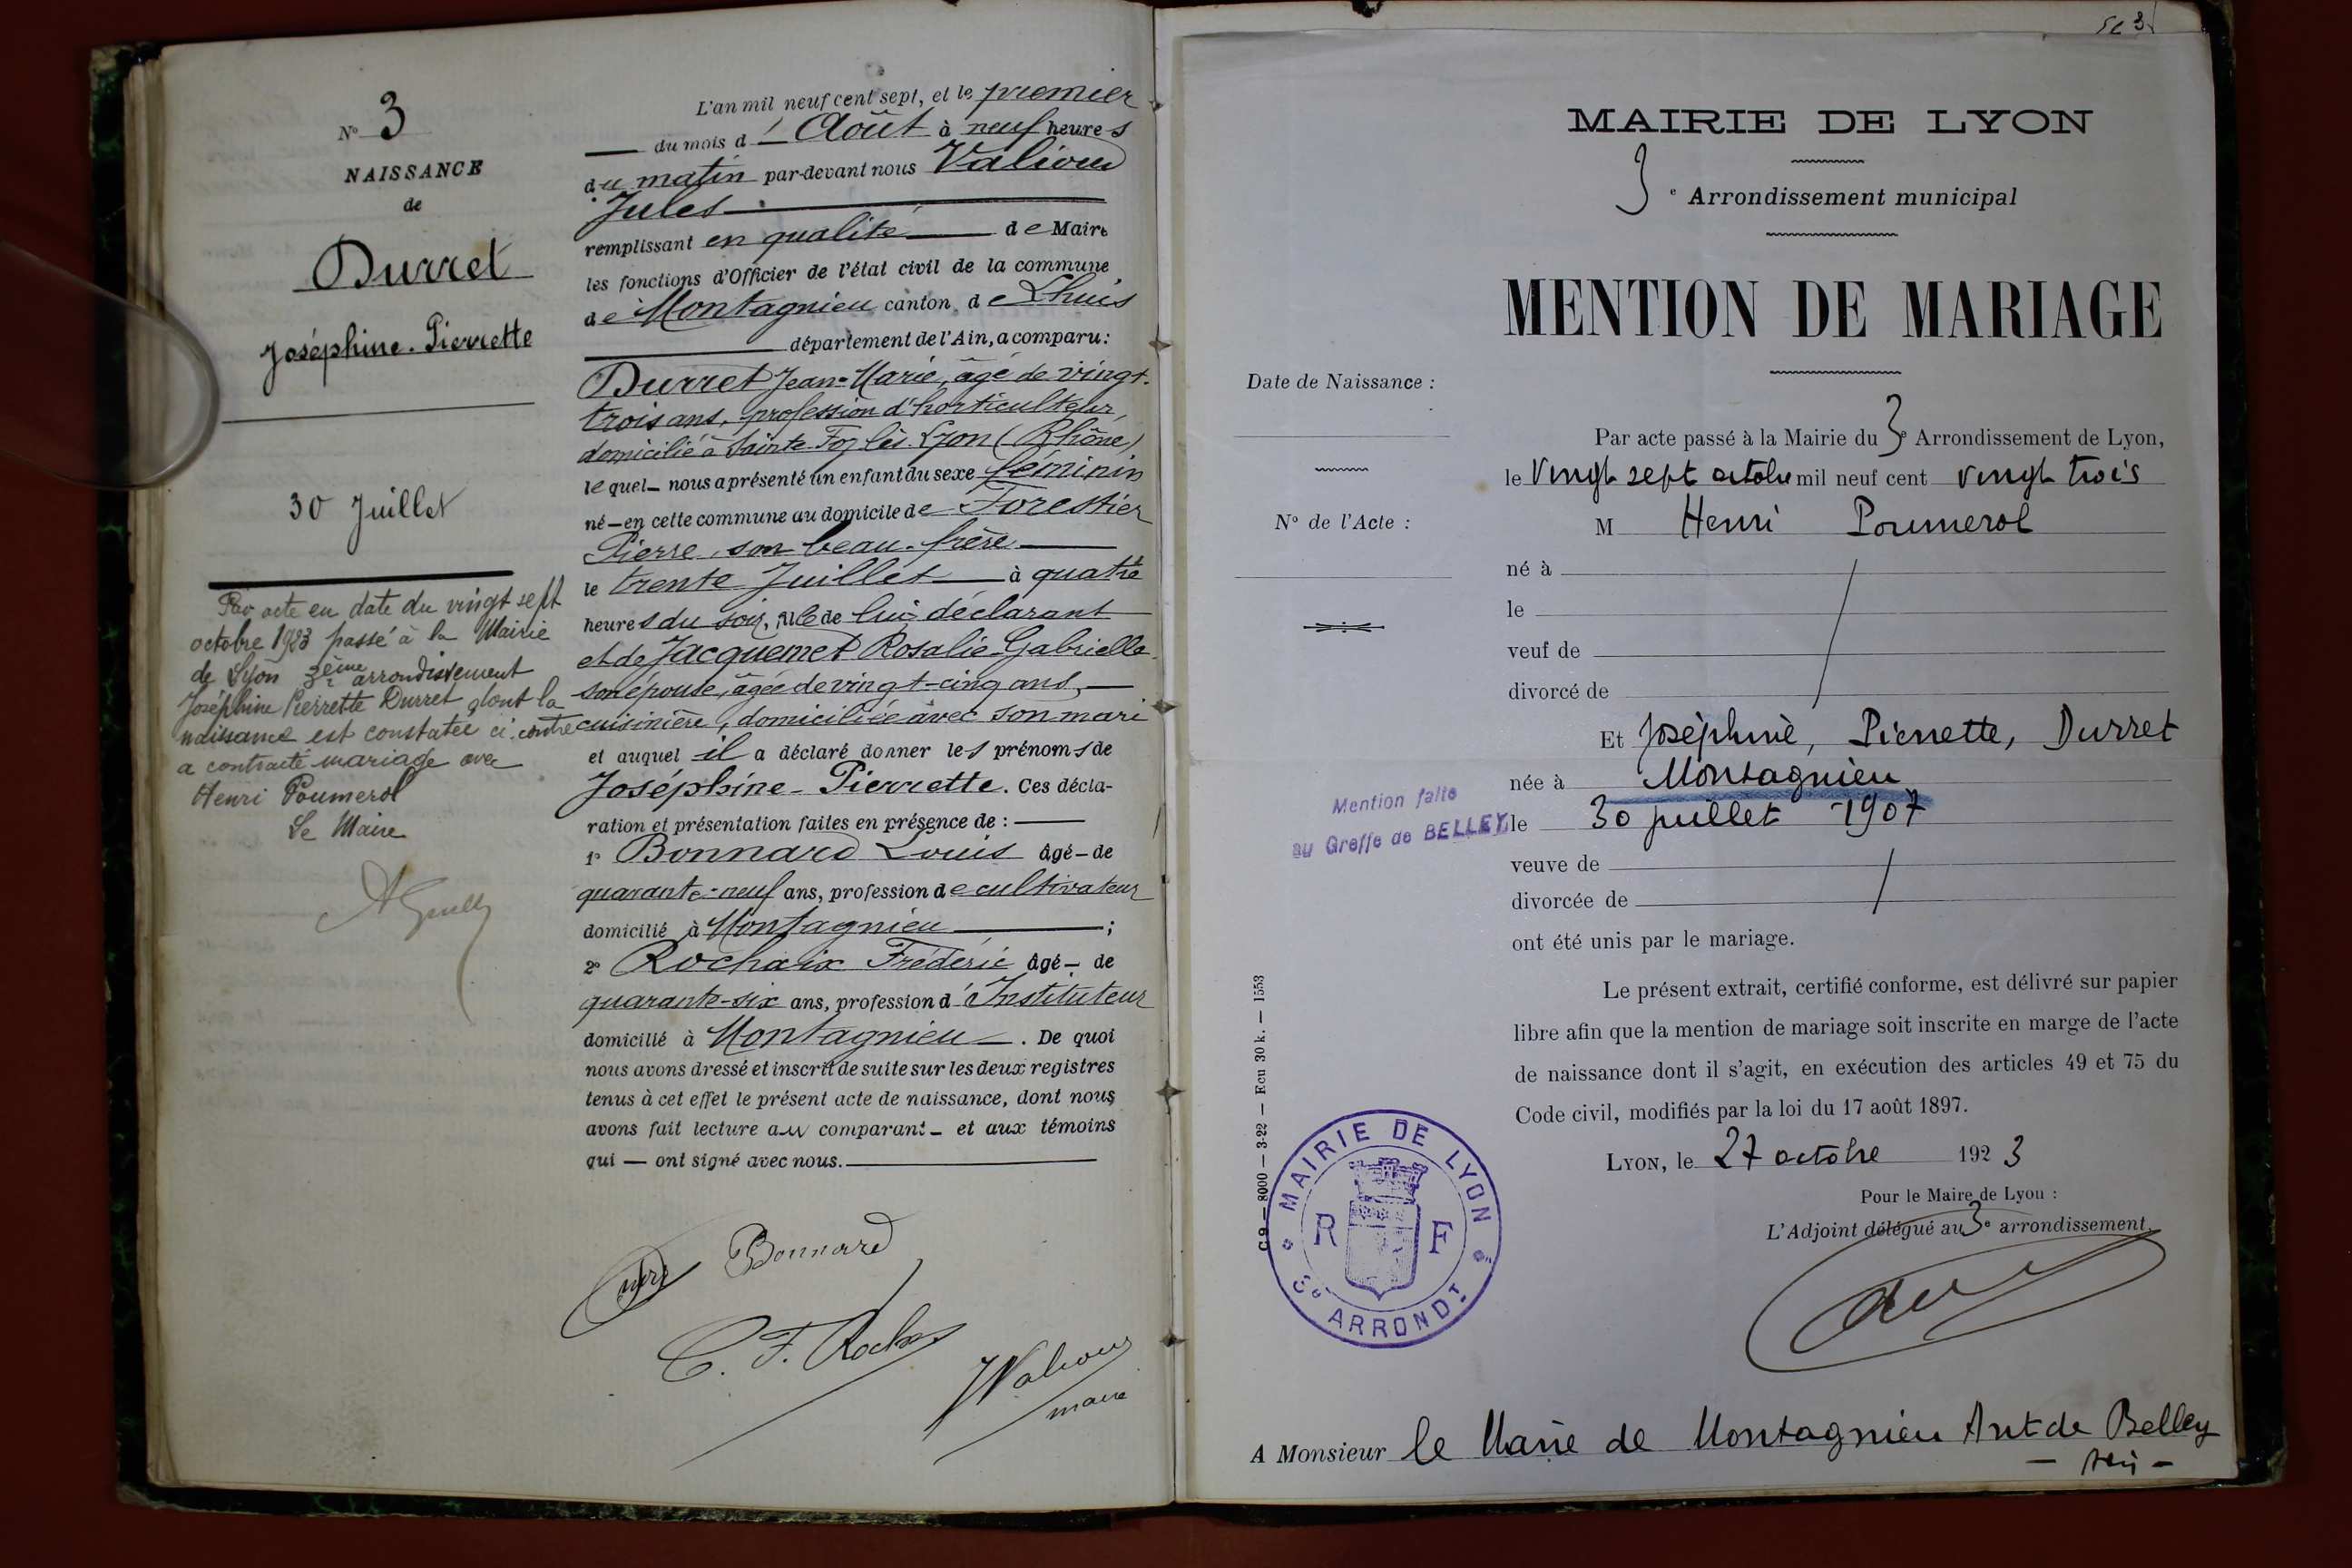 N° 3
NAISSANCE
de
Durret
Joséphine-Pierrette
30 Juillet
Par acte en date du vingt sept
octobre 1923 passé à la Mairie
de Lyon 3ème arrondissement
Joséphine Pierrette Durret dont la
naissance est constatée ci-contre
a contracté mariage avec
Henri Poumerol
Le Maire
L'an mil neuf cent sept, et le premier
du mois d'Août à neuf heures
du matin par-devant nous Valioud
Jules
remplissant en qualité de Maire
les fonctions d'Officier de l'état civil de la commune
de Montagnieu canton de Lhuis
département de l'Ain, a comparu:
Durret Jean-Marie, âgé de vingt-
trois ans, profession d'horticulteur,
domicilié à Sainte-Foy-lès-Lyon (Rhône)
lequel nous a présenté un enfant du sexe féminin
né en cette commune au domicile de Forestier
Pierre, son beau-frère
le trente Juillet à quatre
heures du soir, fille de lui déclarant
et de Jacquemet Rosalie-Gabrielle
son épouse, âgée de vingt-cinq ans,
cuisinière, domiciliée avec son mari
et auquel il a déclaré donner les prénoms de
Joséphine-Pierrette. Ces décla-
ration et présentation faites en présence de :
1° Bonnard Louis âgé de
quarante-neuf ans, profession de cultivateur
domicilié à Montagnieu ;
2° Rochaix Frédéric âgé de
quarante-six ans, profession d'Instituteur
domicilié à Montagnieu. De quoi
nous avons dressé et inscrit de suite sur les deux registres
tenus à cet effet le présent acte de naissance, dont nous
avons fait lecture au comparant et aux témoins
qui — ont signé avec nous.
Bonnard
C. F. Rochaix
JValioud
maire
MAIRIE DE LYON
3e Arrondissement municipal
MENTION DE MARIAGE
Date de Naissance :
N° de l'Acte :
Par acte passé à la Mairie du 3e Arrondissement de Lyon,
le Vingt sept octobre mil neuf cent vingt trois
M Henri Poumerol
né à
le
veuf de
divorcé de
Et Joséphine, Pierrette, Durret
née à Montagnieu
le 30 juillet 1907
veuve de
divorcée de
ont été unis par le mariage.
Mention faite
au Greffe de BELLEY
Le présent extrait, certifié conforme, est délivré sur papier
libre afin que la mention de mariage soit inscrite en marge de l'acte
de naissance dont il s'agit, en exécution des articles 49 et 75 du
Code civil, modifiés par la loi du 17 août 1897.
LYON, le 27 octobre 1923
Pour le Maire de Lyon :
L'Adjoint délégué au 3e arrondissement,
C. 9 — 8000 — 3-22 — Ecu 30 k. — 1553
MAIRIE DE LYON
R F
3e ARRONDt
A Monsieur le Maire de Montagnieu Arrt de Belley
— Ain —